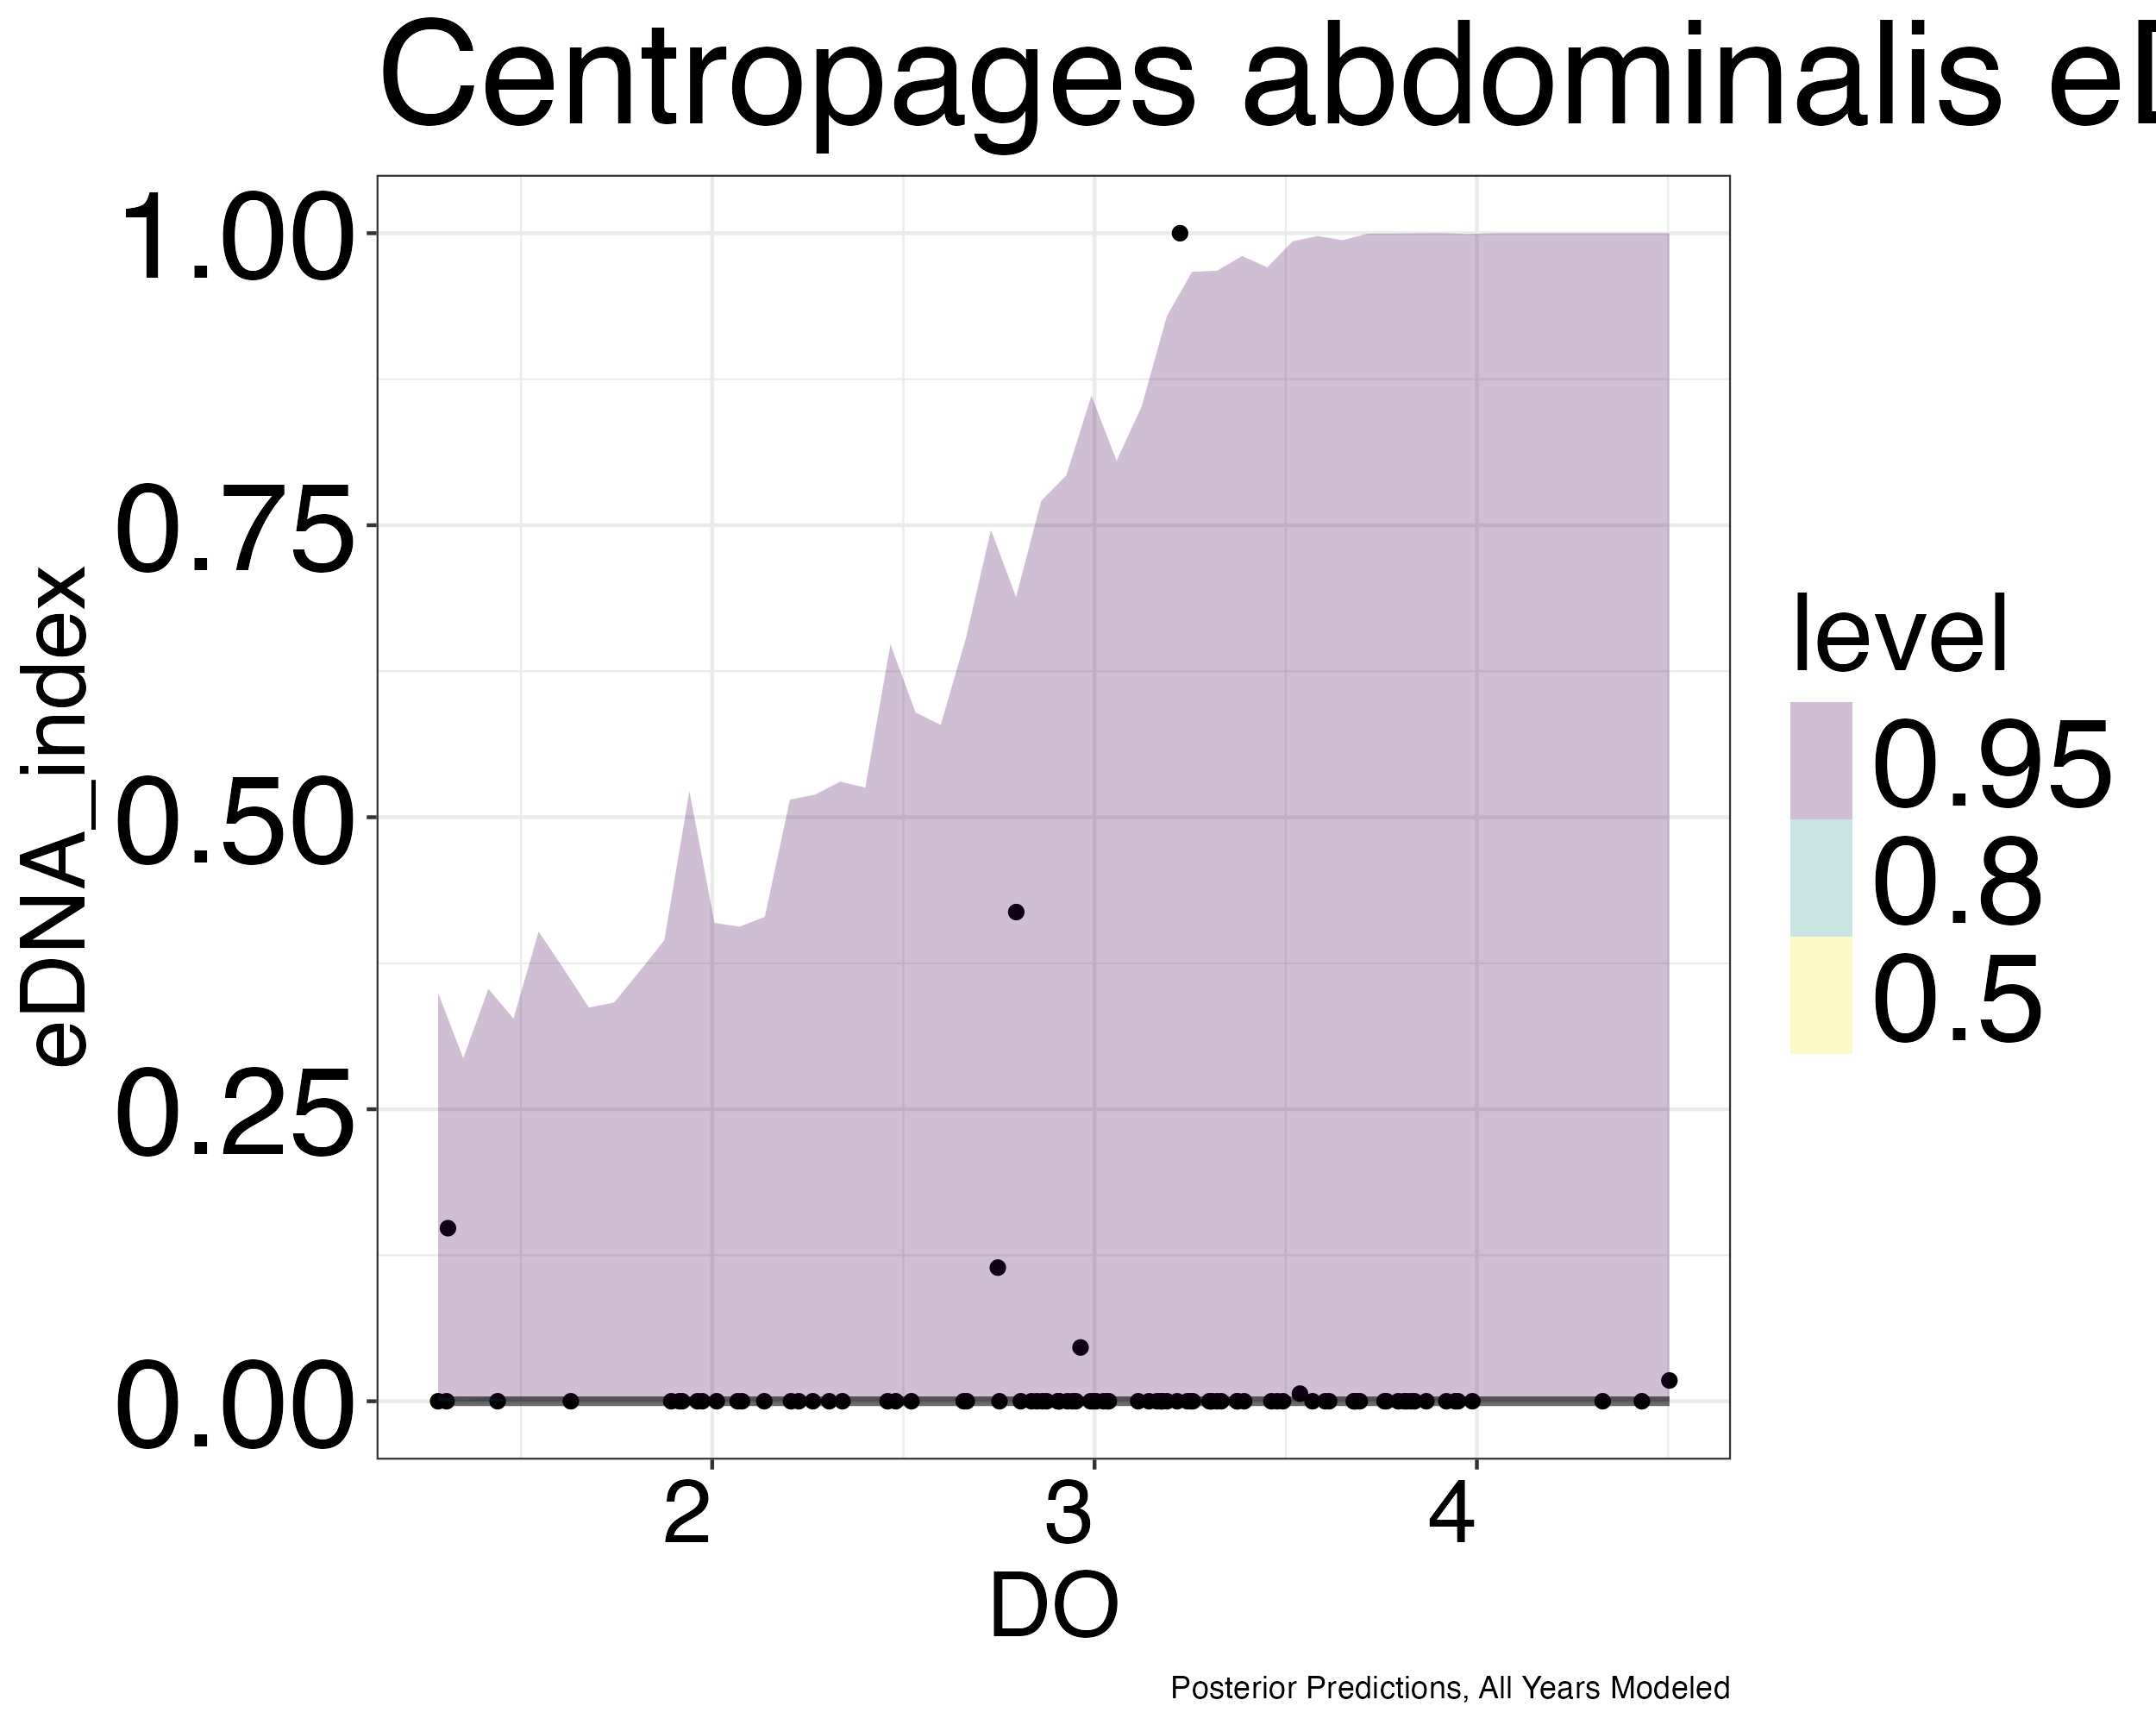 Centropages abdominalis
eDNA_index
1.00
0.75
0.50
0.25
0.00
2 3 4
DO
level
0.95
0.8
0.5
Posterior Predictions, All Years Modeled